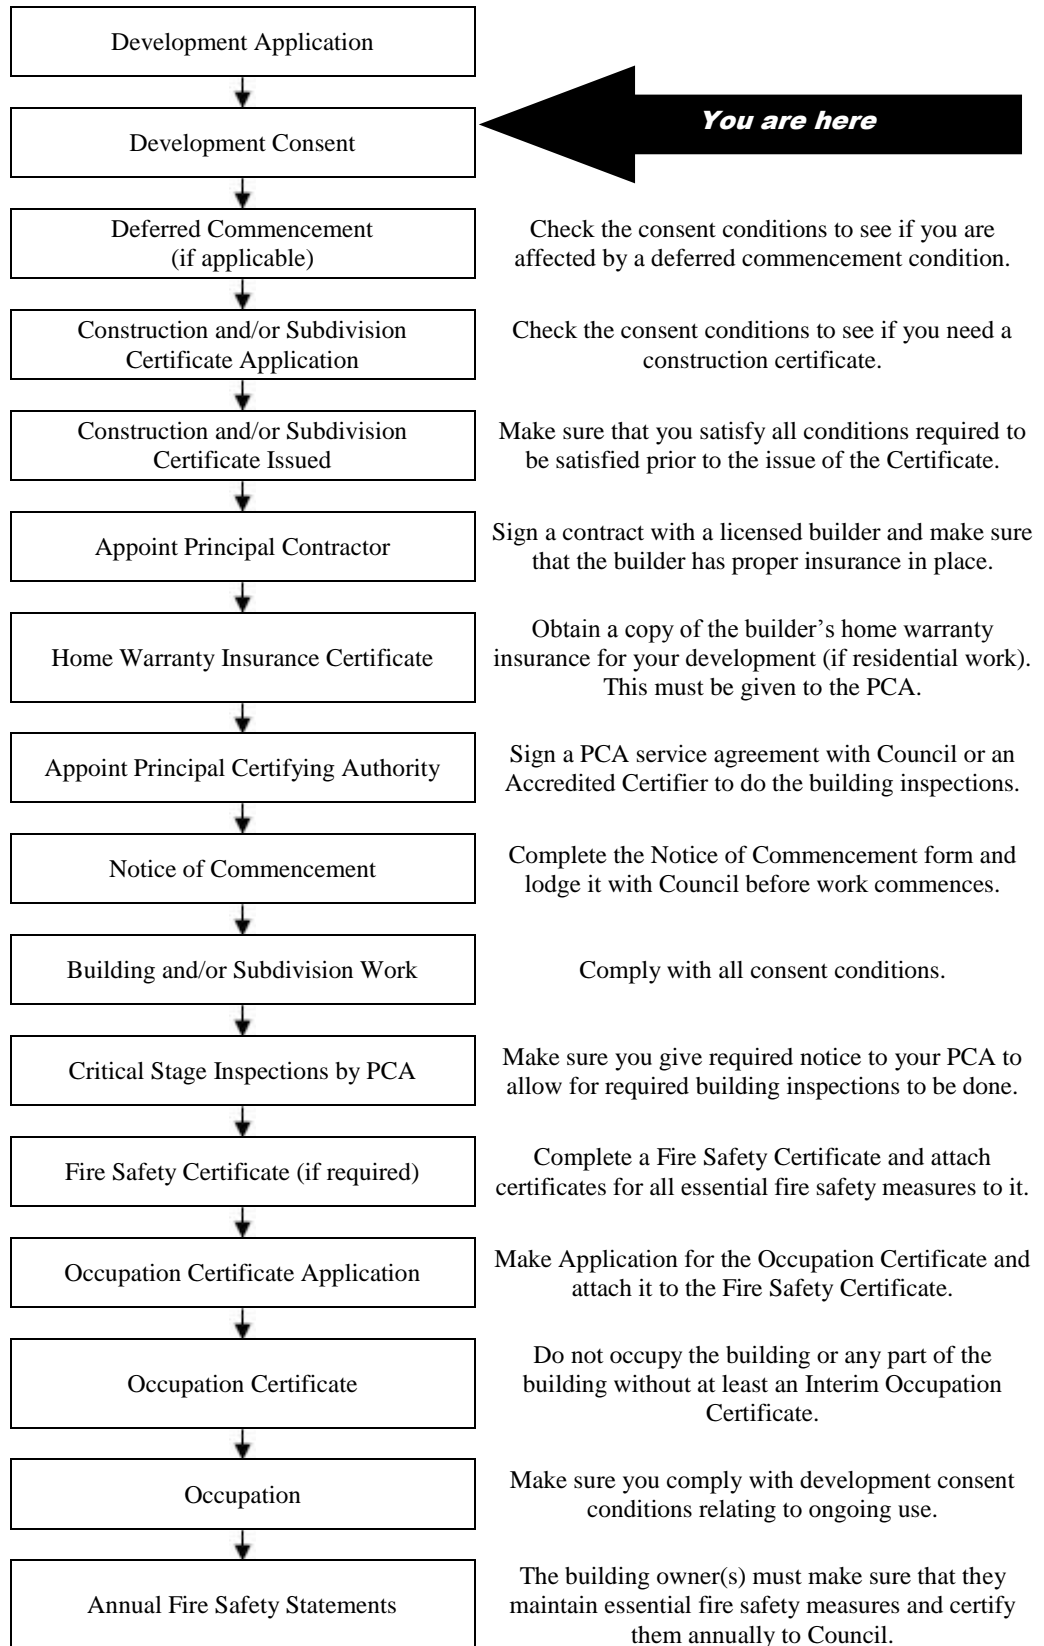 Development Application
Development Consent
You are here
Deferred Commencement
(if applicable)
Check the consent conditions to see if you are
affected by a deferred commencement condition.
Construction and/or Subdivision
Certificate Application
Check the consent conditions to see if you need a
construction certificate.
Construction and/or Subdivision
Certificate Issued
Make sure that you satisfy all conditions required to
be satisfied prior to the issue of the Certificate.
Appoint Principal Contractor
Sign a contract with a licensed builder and make sure
that the builder has proper insurance in place.
Home Warranty Insurance Certificate
Obtain a copy of the builder’s home warranty
insurance for your development (if residential work).
This must be given to the PCA.
Appoint Principal Certifying Authority
Sign a PCA service agreement with Council or an
Accredited Certifier to do the building inspections.
Notice of Commencement
Complete the Notice of Commencement form and
lodge it with Council before work commences.
Building and/or Subdivision Work
Comply with all consent conditions.
Critical Stage Inspections by PCA
Make sure you give required notice to your PCA to
allow for required building inspections to be done.
Fire Safety Certificate (if required)
Complete a Fire Safety Certificate and attach
certificates for all essential fire safety measures to it.
Occupation Certificate Application
Make Application for the Occupation Certificate and
attach it to the Fire Safety Certificate.
Occupation Certificate
Do not occupy the building or any part of the
building without at least an Interim Occupation
Certificate.
Occupation
Make sure you comply with development consent
conditions relating to ongoing use.
Annual Fire Safety Statements
The building owner(s) must make sure that they
maintain essential fire safety measures and certify
them annually to Council.